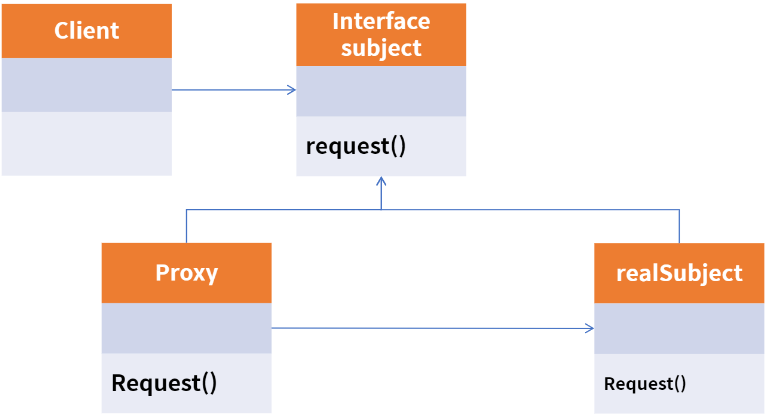 Client
Interface
subject
request()
Proxy
realSubject
Request()
Request()